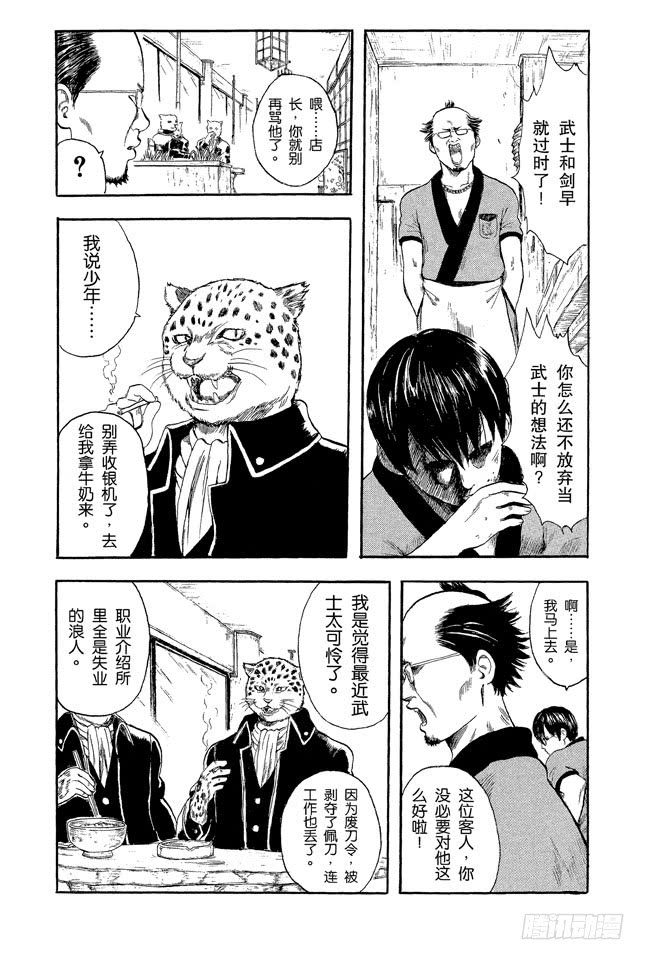 武士和剑早
就过时了！
你怎么还不放弃当
武士的想法啊？
喂……店
长，你就别
再骂他了。
？
我说少年……
别弄收银机了，去
给我拿牛奶来。
啊……是，
我马上去。
这位客人，你
没必要对他这
么好啦！
我是觉得最近武
士太可怜了。
因为废刀令，被
剥夺了佩刀，连
工作也丢了。
职业介绍所
里全是失业
的浪人。
腾讯动漫